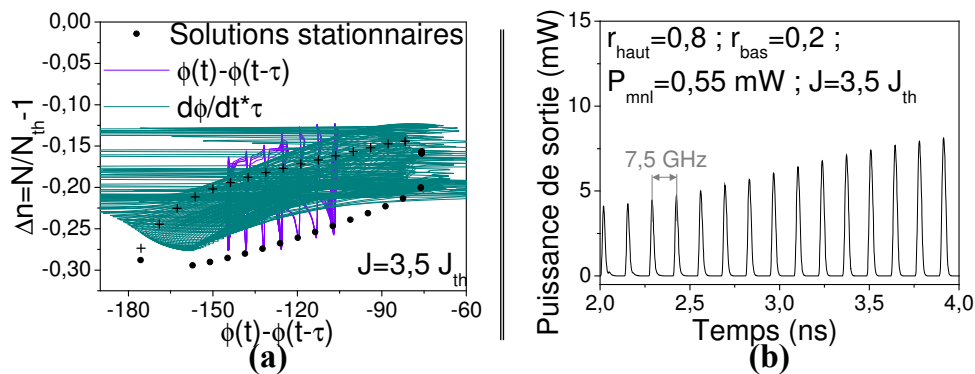 0,00
-0,05
-0,10
-0,15
-0,20
-0,25
-0,30
Δn=N/N_th-1
Solutions stationnaires
ϕ(t)-ϕ(t-τ)
dϕ/dt*τ
J=3,5 J_th
-180 -150 -120 -90 -60
ϕ(t)-ϕ(t-τ)
(a)
15
10
5
0
Puissance de sortie (mW)
r_haut=0,8 ; r_bas=0,2 ;
P_mnl=0,55 mW ; J=3,5 J_th
7,5 GHz
2,0 2,5 3,0 3,5 4,0
Temps (ns)
(b)